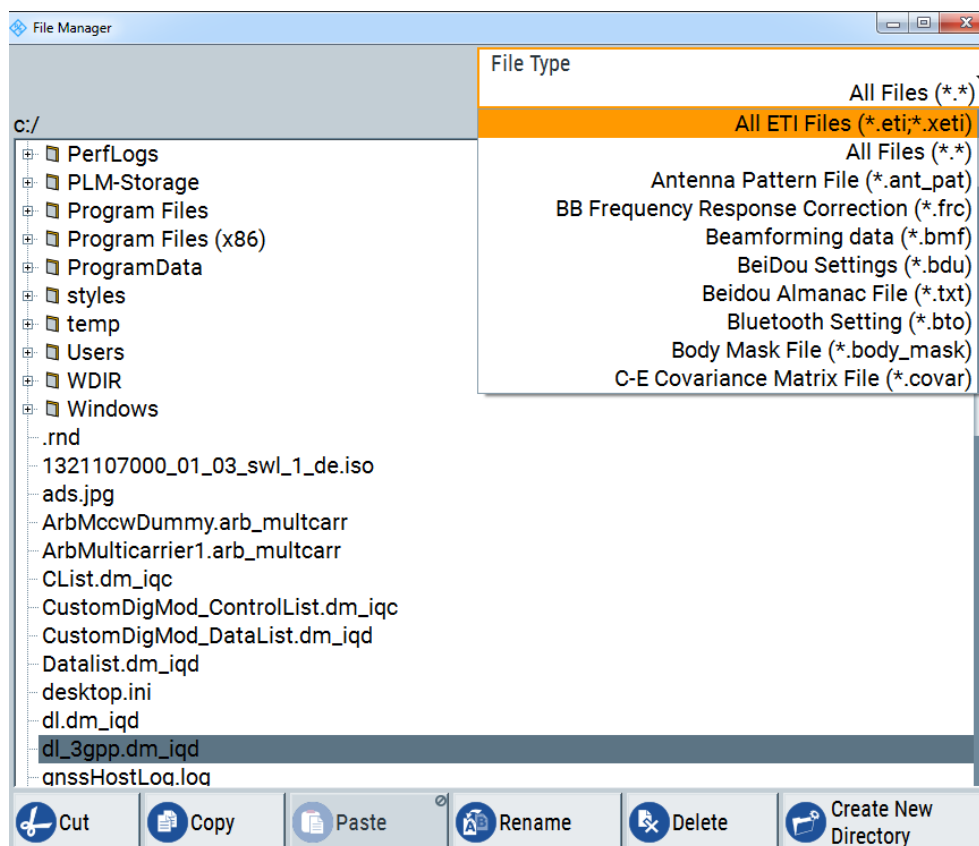 File Manager
File Type
All Files (*.*)
c:/
All ETI Files (*.eti;*.xeti)
All Files (*.*)
Antenna Pattern File (*.ant_pat)
BB Frequency Response Correction (*.frc)
Beamforming data (*.bmf)
BeiDou Settings (*.bdu)
Beidou Almanac File (*.txt)
Bluetooth Setting (*.bto)
Body Mask File (*.body_mask)
C-E Covariance Matrix File (*.covar)
PerfLogs
PLM-Storage
Program Files
Program Files (x86)
ProgramData
styles
temp
Users
WDIR
Windows
.rnd
1321107000_01_03_swl_1_de.iso
ads.jpg
ArbMccwDummy.arb_multcarr
ArbMulticarrier1.arb_multcarr
CList.dm_iqc
CustomDigMod_ControlList.dm_iqc
CustomDigMod_DataList.dm_iqd
Datalist.dm_iqd
desktop.ini
dl.dm_iqd
dl_3gpp.dm_iqd
gnssHostLog.log
Cut
Copy
Paste
Rename
Delete
Create New
Directory